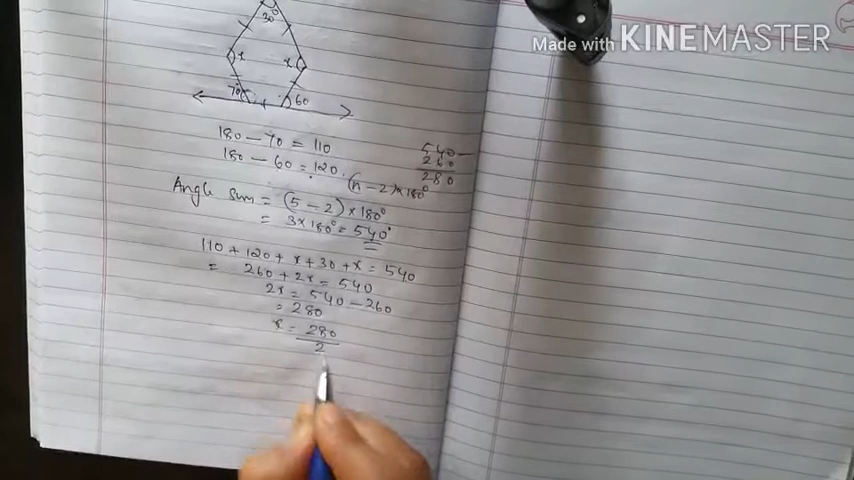 Made with KINEMASTER
30°
x x
70 60
180 - 70 = 110
180 - 60 = 120.
540 -
260
280
(n - 2) × 180°
Angle sum = (5 - 2) × 180°
= 3 × 180° = 540°
110 + 120 + x + 30 + x = 540
= 260 + 2x = 540
2x = 540 - 260
= 280
x = 280
2